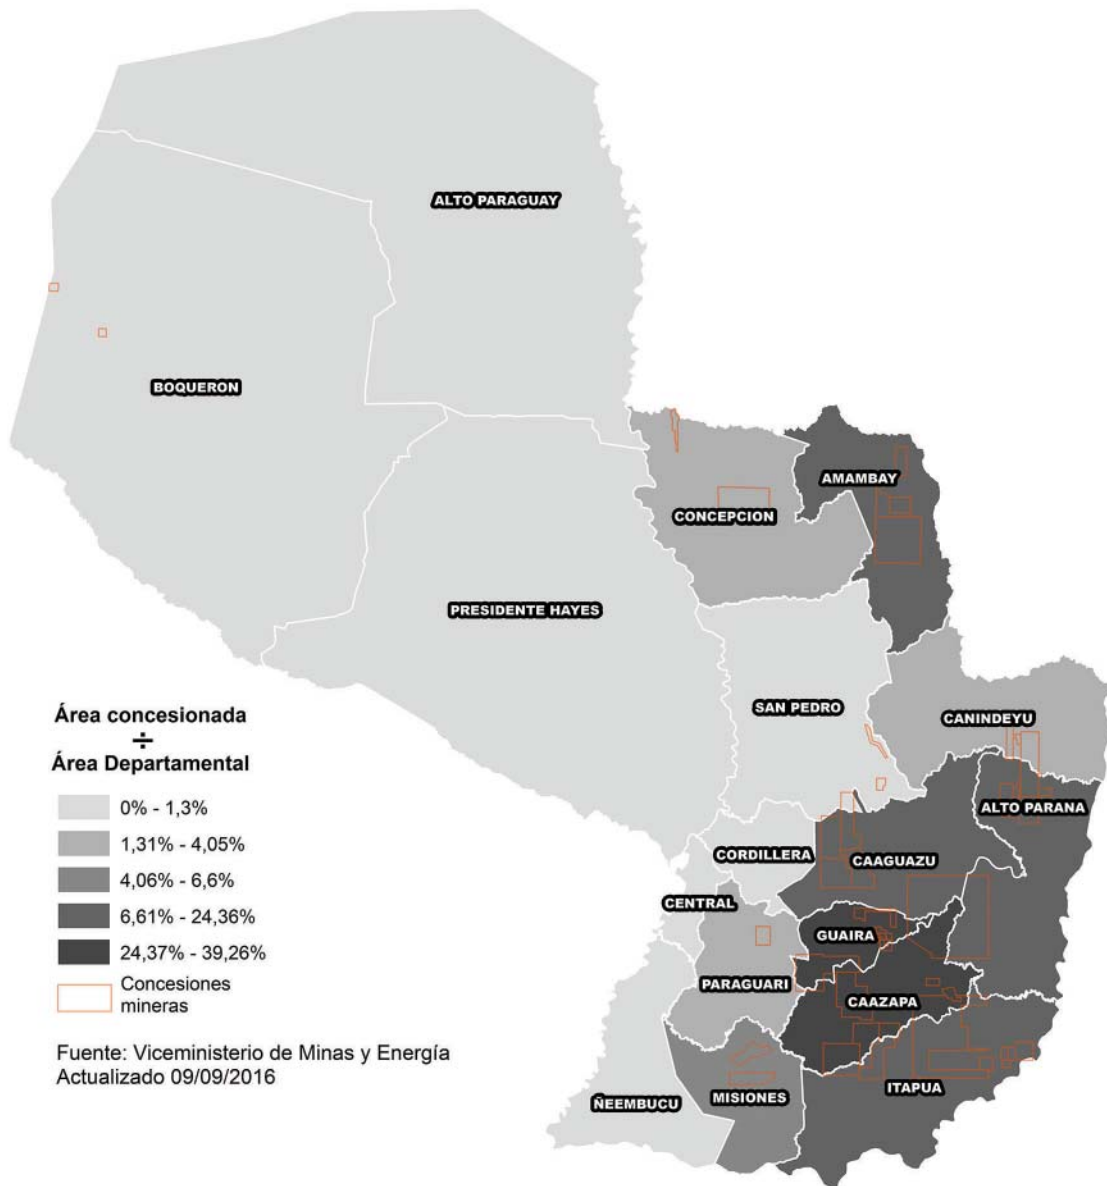 ALTO PARAGUAY
BOQUERON
AMAMBAY
CONCEPCION
PRESIDENTE HAYES
SAN PEDRO
CANINDEYU
ALTO PARANA
CORDILLERA
CAAGUAZU
CENTRAL
GUAIRA
PARAGUARI
CAAZAPA
ITAPUA
MISIONES
ÑEEMBUCU
Área concesionada
÷
Área Departamental
0% - 1,3%
1,31% - 4,05%
4,06% - 6,6%
6,61% - 24,36%
24,37% - 39,26%
Concesiones
mineras
Fuente: Viceministerio de Minas y Energía
Actualizado 09/09/2016